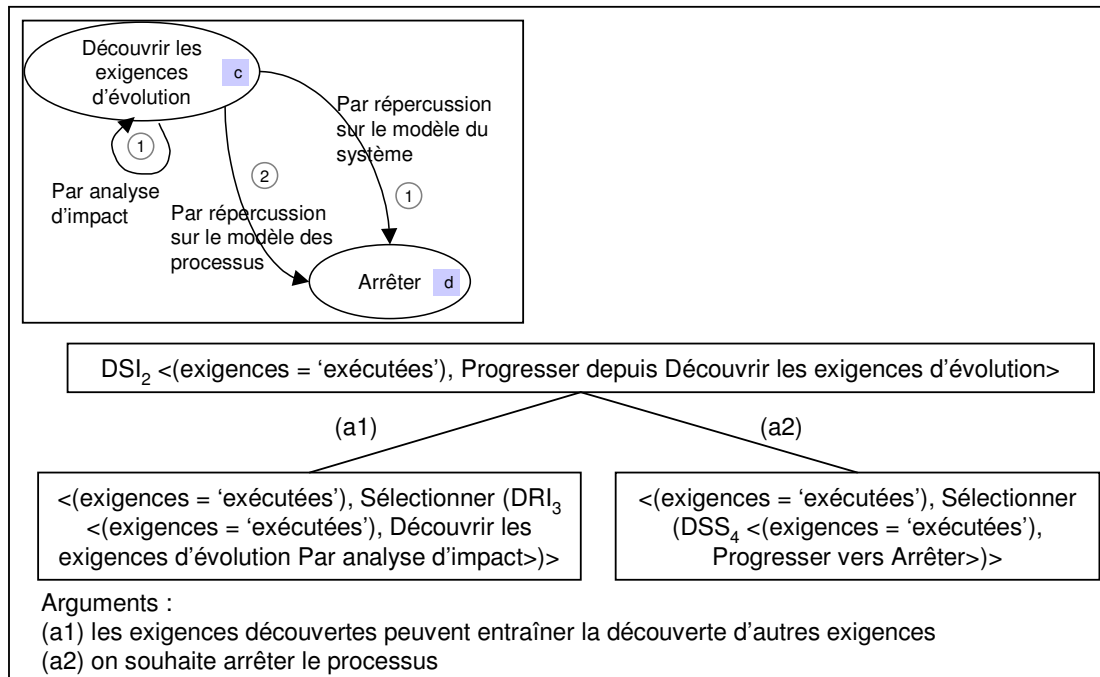 Découvrir les
exigences
d'évolution
c
Par répercussion
sur le modèle du
système
1
Par analyse
d'impact
2
1
Par répercussion
sur le modèle des
processus
Arrêter
d
DSI2 <(exigences = ‘exécutées’), Progresser depuis Découvrir les exigences d’évolution>
(a1)
(a2)
<(exigences = ‘exécutées’), Sélectionner (DRI3
<(exigences = ‘exécutées’), Découvrir les
exigences d’évolution Par analyse d’impact>)>
<(exigences = ‘exécutées’), Sélectionner
(DSS4 <(exigences = ‘exécutées’),
Progresser vers Arrêter>)>
Arguments :
(a1) les exigences découvertes peuvent entraîner la découverte d’autres exigences
(a2) on souhaite arrêter le processus